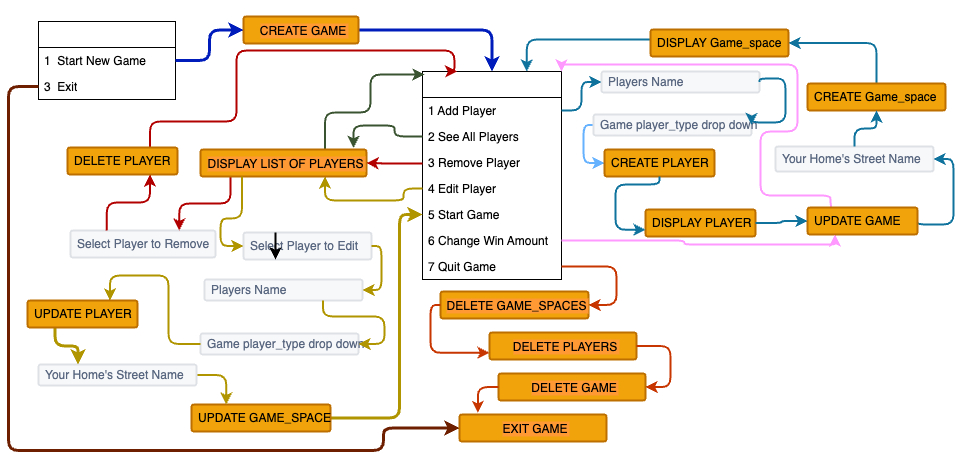 CREATE GAME
1 Start New Game
3 Exit
DISPLAY Game_space
Players Name
CREATE Game_space
1 Add Player
Game player_type drop down
2 See All Players
DELETE PLAYER
DISPLAY LIST OF PLAYERS
3 Remove Player
CREATE PLAYER
Your Home's Street Name
4 Edit Player
5 Start Game
DISPLAY PLAYER
UPDATE GAME
Select Player to Remove
Select Player to Edit
6 Change Win Amount
7 Quit Game
Players Name
DELETE GAME_SPACES
UPDATE PLAYER
Game player_type drop down
DELETE PLAYERS
Your Home's Street Name
DELETE GAME
UPDATE GAME_SPACE
EXIT GAME